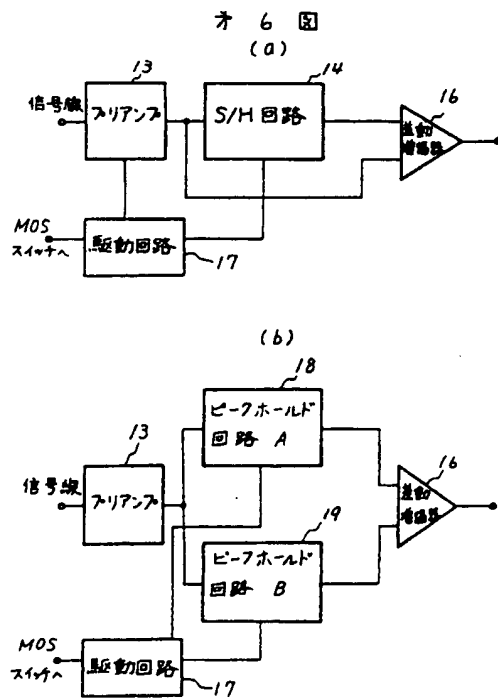 オ 6 図
(a)
13
14
16
信号線
プリアンプ
S/H 回路
差動
増幅器
MOS
スイッチへ
駆動回路
17
(b)
18
ピークホールド
回路 A
13
16
信号線
プリアンプ
差動
増幅器
19
ピークホールド
回路 B
MOS
スイッチへ
駆動回路
17